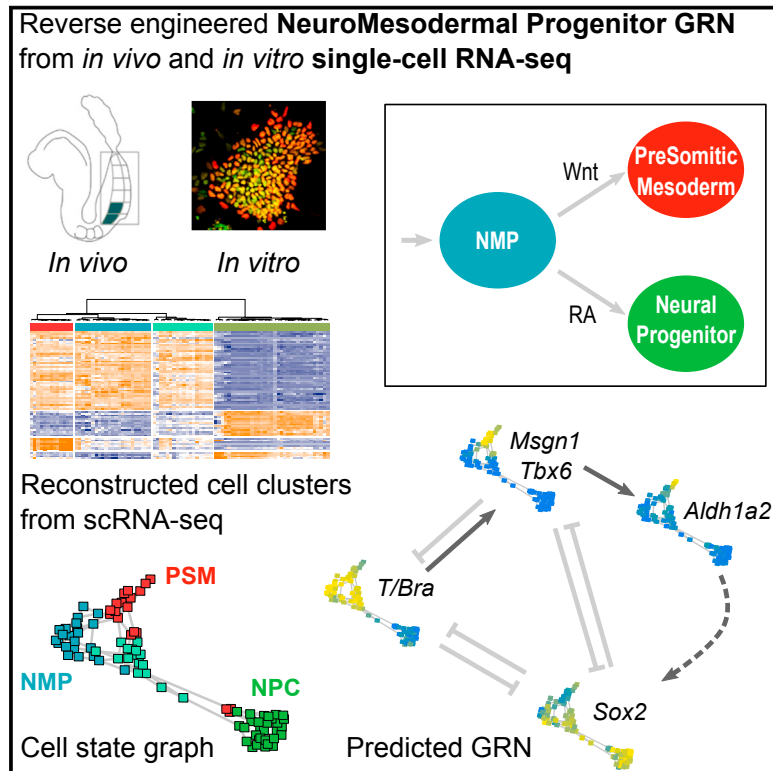 Reverse engineered NeuroMesodermal Progenitor GRN
from in vivo and in vitro single-cell RNA-seq
In vivo
In vitro
NMP
Wnt
RA
PreSomitic
Mesoderm
Neural
Progenitor
Reconstructed cell clusters
from scRNA-seq
PSM
NMP
NPC
Cell state graph
Msgn1
Tbx6
Aldh1a2
T/Bra
Sox2
Predicted GRN